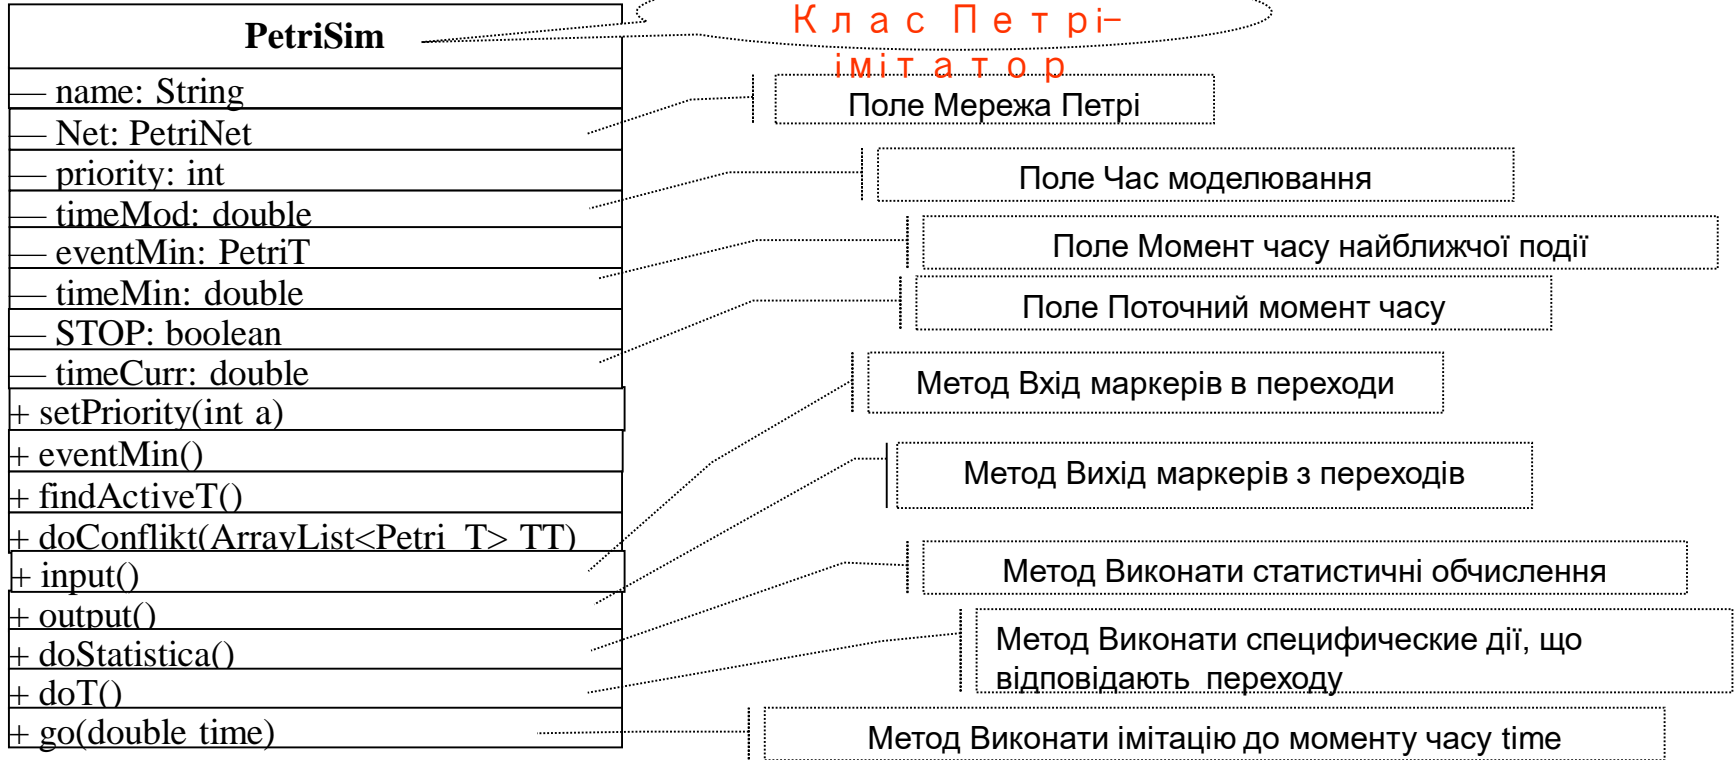 PetriSim
Клас Петрі-
імітатор
— name: String
— Net: PetriNet
— priority: int
— timeMod: double
— eventMin: PetriT
— timeMin: double
— STOP: boolean
— timeCurr: double
+ setPriority(int a)
+ eventMin()
+ findActiveT()
+ doConflikt(ArrayList<Petri_T> TT)
+ input()
+ output()
+ doStatistica()
+ doT()
+ go(double time)
Поле Мережа Петрі
Поле Час моделювання
Поле Момент часу найближчої події
Поле Поточний момент часу
Метод Вхід маркерів в переходи
Метод Вихід маркерів з переходів
Метод Виконати статистичні обчислення
Метод Виконати специфические дії, що
відповідають переходу
Метод Виконати імітацію до моменту часу time